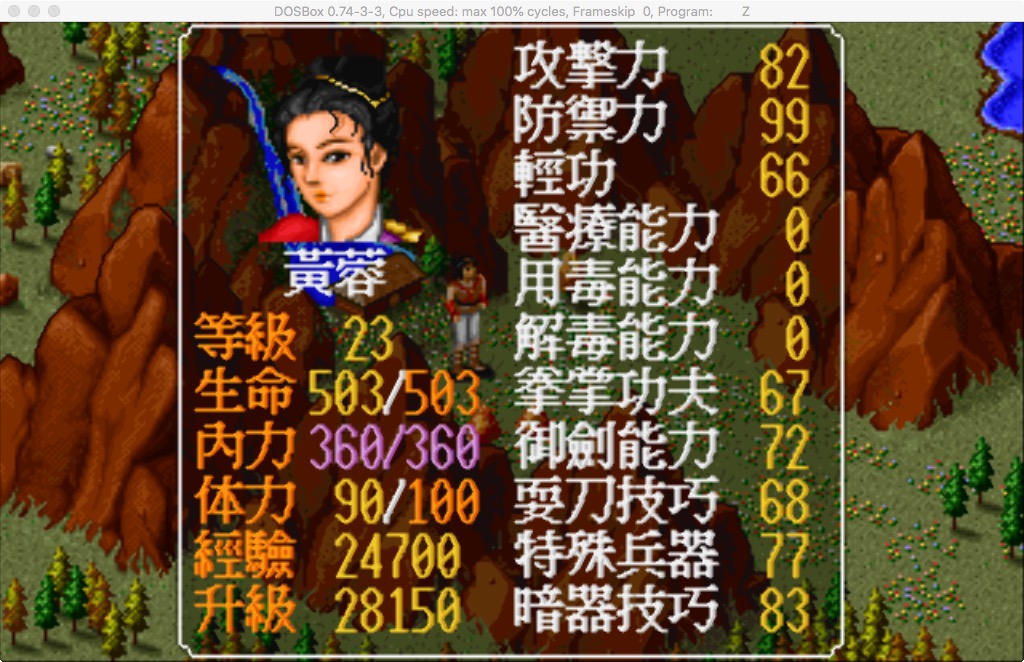 DOSBox 0.74-3-3, Cpu speed: max 100% cycles, Frameskip 0, Program: Z
黃蓉
等級 23
生命 503/503
內力 360/360
体力 90/100
經驗 24700
升級 28150
攻擊力 82
防禦力 99
輕功 66
醫療能力 0
用毒能力 0
解毒能力 0
拳掌功夫 67
御劍能力 72
耍刀技巧 68
特殊兵器 77
暗器技巧 83